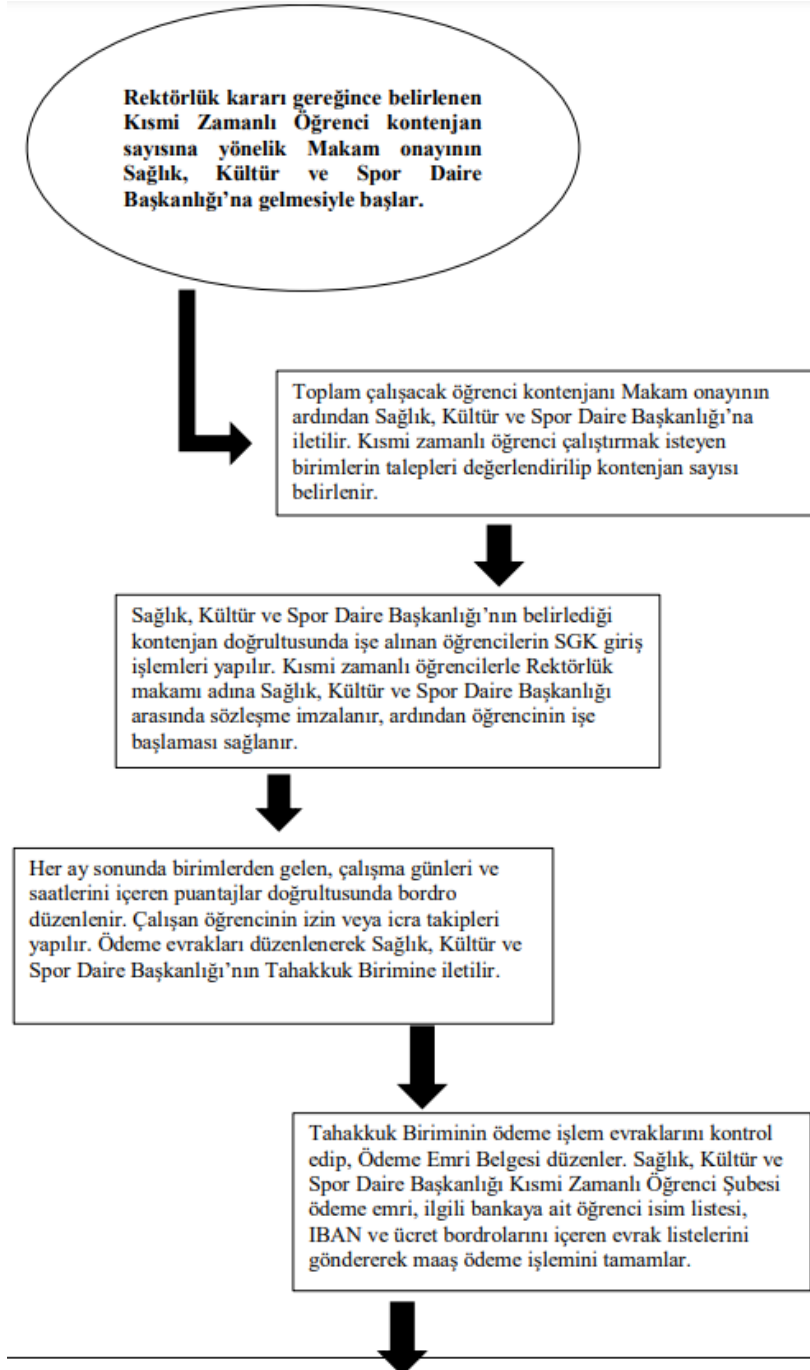 Rektörlük kararı gereğince belirlenen
Kısmi Zamanlı Öğrenci kontenjan
sayısına yönelik Makam onayının
Sağlık, Kültür ve Spor Daire
Başkanlığı’na gelmesiyle başlar.
Toplam çalışacak öğrenci kontenjanı Makam onayının
ardından Sağlık, Kültür ve Spor Daire Başkanlığı’na
iletilir. Kısmi zamanlı öğrenci çalıştırmak isteyen
birimlerin talepleri değerlendirilip kontenjan sayısı
belirlenir.
Sağlık, Kültür ve Spor Daire Başkanlığı’nın belirlediği
kontenjan doğrultusunda işe alınan öğrencilerin SGK giriş
işlemleri yapılır. Kısmi zamanlı öğrencilerle Rektörlük
makamı adına Sağlık, Kültür ve Spor Daire Başkanlığı
arasında sözleşme imzalanır, ardından öğrencinin işe
başlaması sağlanır.
Her ay sonunda birimlerden gelen, çalışma günleri ve
saatlerini içeren puantajlar doğrultusunda bordro
düzenlenir. Çalışan öğrencinin izin veya icra takipleri
yapılır. Ödeme evrakları düzenlenerek Sağlık, Kültür ve
Spor Daire Başkanlığı’nın Tahakkuk Birimine iletilir.
Tahakkuk Biriminin ödeme işlem evraklarını kontrol
edip, Ödeme Emri Belgesi düzenler. Sağlık, Kültür ve
Spor Daire Başkanlığı Kısmi Zamanlı Öğrenci Şubesi
ödeme emri, ilgili bankaya ait öğrenci isim listesi,
IBAN ve ücret bordrolarını içeren evrak listelerini
göndererek maaş ödeme işlemini tamamlar.